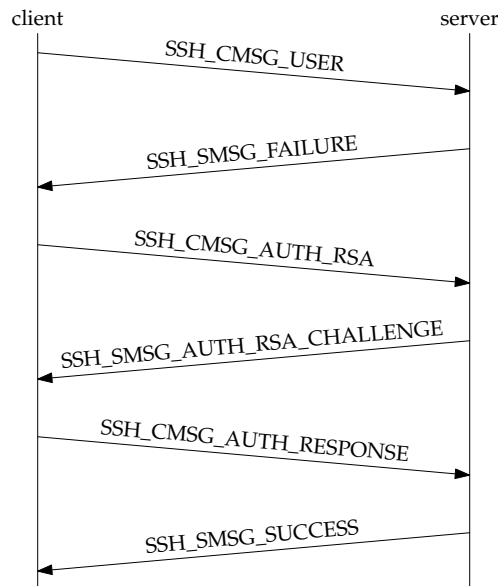 client
server
SSH_CMSG_USER
SSH_SMSG_FAILURE
SSH_CMSG_AUTH_RSA
SSH_SMSG_AUTH_RSA_CHALLENGE
SSH_CMSG_AUTH_RESPONSE
SSH_SMSG_SUCCESS